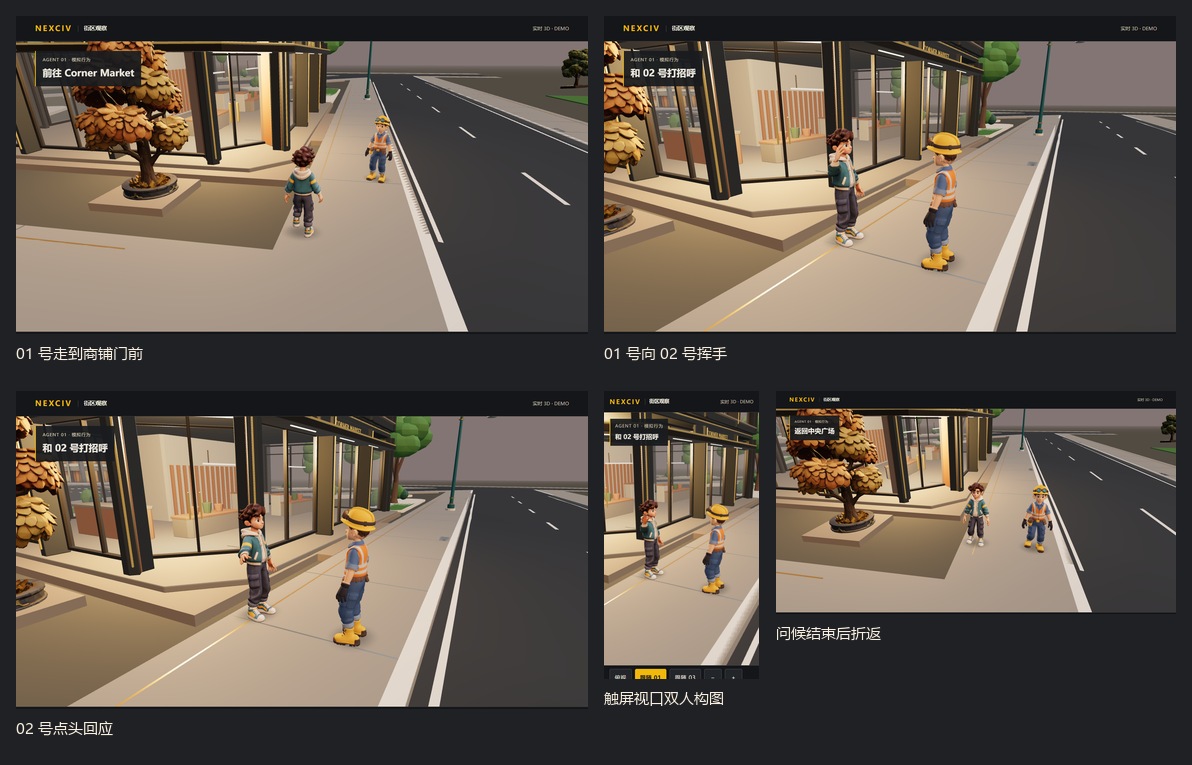 NEXCIV 街区观察 实时 3D · DEMO
AGENT 01 · 模拟行为
前往 Corner Market
01 号走到商铺门前
NEXCIV 街区观察 实时 3D · DEMO
AGENT 01 · 模拟行为
和 02 号打招呼
01 号向 02 号挥手
NEXCIV 街区观察 实时 3D · DEMO
AGENT 01 · 模拟行为
和 02 号打招呼
02 号点头回应
NEXCIV 街区观察 实时 3D · DEMO
AGENT 01 · 模拟行为
和 02 号打招呼
触屏视口双人构图
NEXCIV 街区观察 实时 3D · DEMO
AGENT 01 · 模拟行为
返回中央广场
问候结束后折返